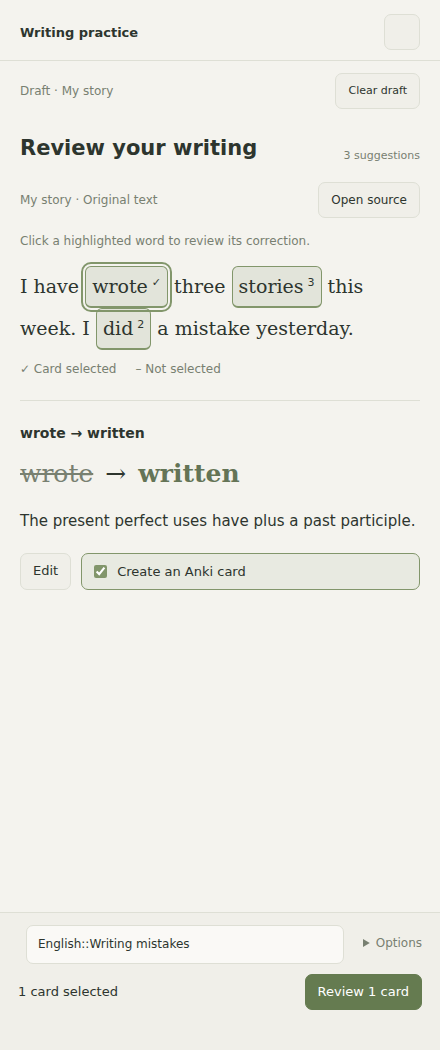 Writing practice
Draft · My story
Clear draft
Review your writing
3 suggestions
My story · Original text
Open source
Click a highlighted word to review its correction.
I have wrote ✓ three stories 3 this
week. I did 2 a mistake yesterday.
✓ Card selected – Not selected
wrote → written
wrote → written
The present perfect uses have plus a past participle.
Edit
Create an Anki card
English::Writing mistakes
Options
1 card selected
Review 1 card